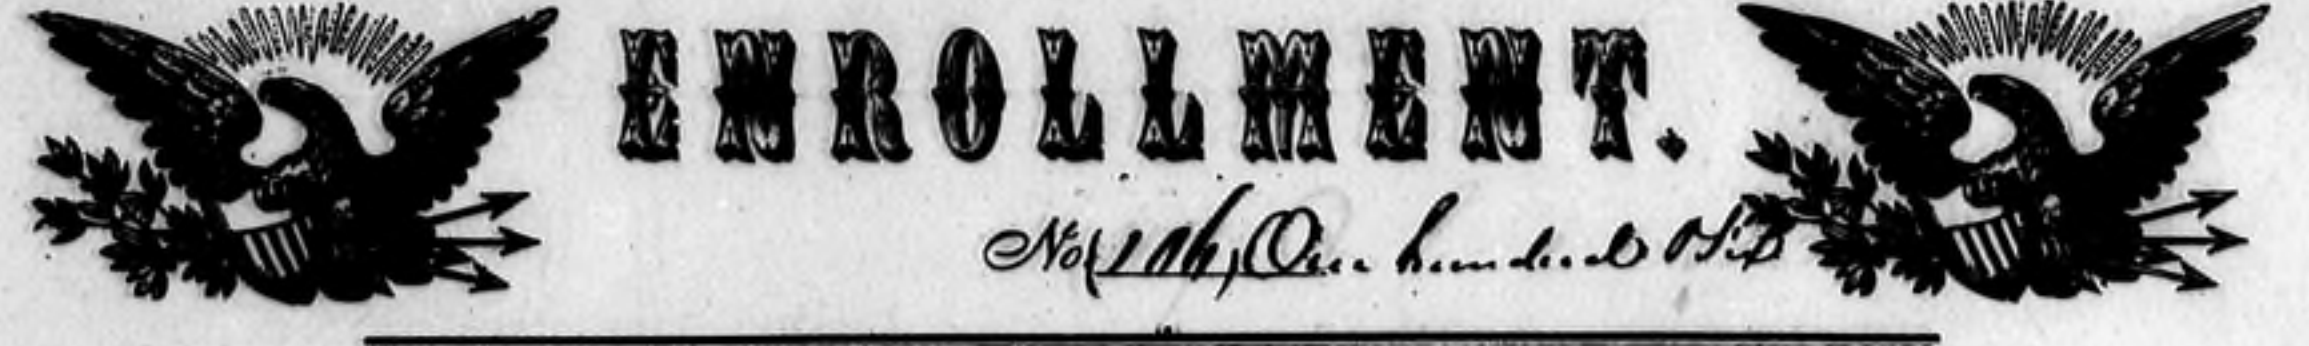 ENROLLMENT.
No (106) One hundred & Six